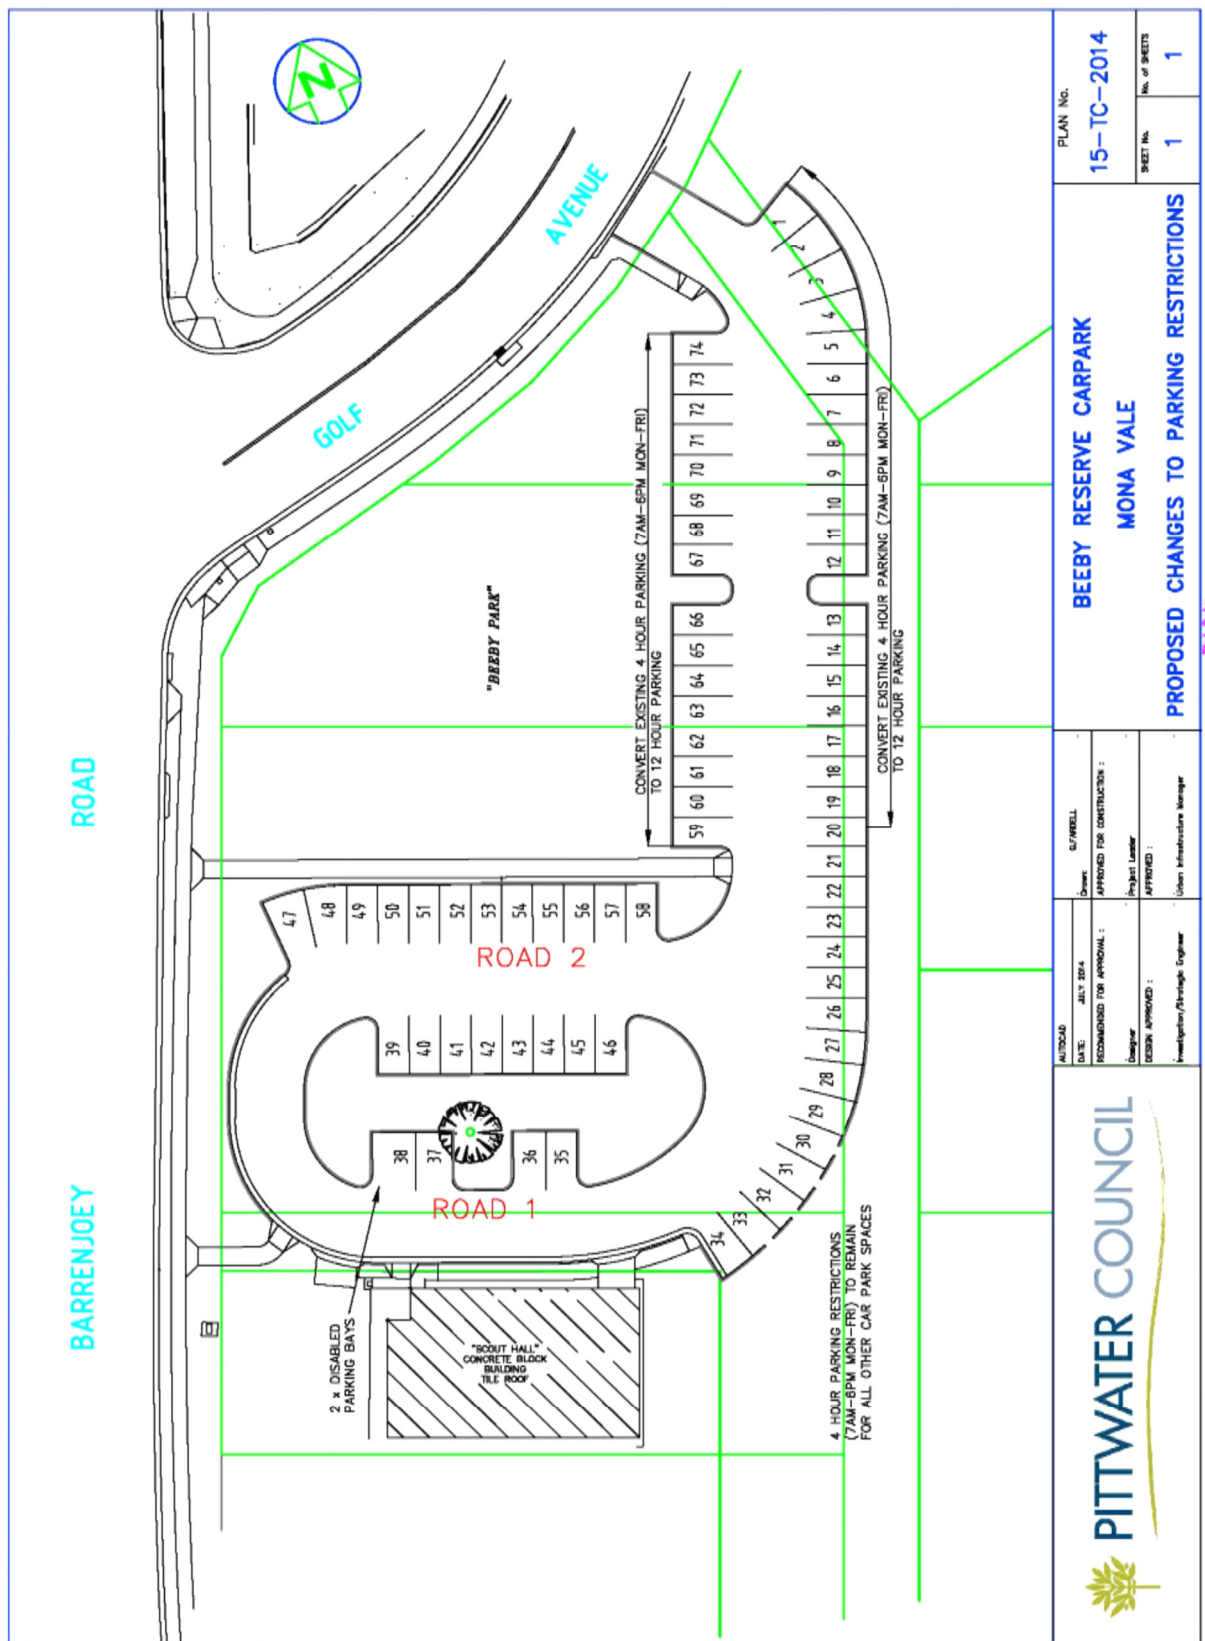 BARRENJOEY
ROAD
GOLF
AVENUE
N
"BEEBY PARK"
CONVERT EXISTING 4 HOUR PARKING (7AM-6PM MON-FRI)
TO 12 HOUR PARKING
CONVERT EXISTING 4 HOUR PARKING (7AM-6PM MON-FRI)
TO 12 HOUR PARKING
1
2
3
4
5
6
7
8
9
10
11
12
13
14
15
16
17
18
19
20
21
22
23
24
25
26
27
28
29
30
31
32
33
34
35
36
37
38
39
40
41
42
43
44
45
46
47
48
49
50
51
52
53
54
55
56
57
58
59
60
61
62
63
64
65
66
67
68
69
70
71
72
73
74
ROAD 2
ROAD 1
2 x DISABLED
PARKING BAYS
"SCOUT HALL"
CONCRETE BLOCK
BUILDING
TILE ROOF
4 HOUR PARKING RESTRICTIONS
(7AM-6PM MON-FRI) TO REMAIN
FOR ALL OTHER CAR PARK SPACES
PITTWATER COUNCIL
AUTOCAD
DATE: JULY 2014
RECOMMENDED FOR APPROVAL :
Designer
DESIGN APPROVED :
Investigation/Strategic Engineer
Drawn: G.FARDELL
APPROVED FOR CONSTRUCTION :
Project Leader
APPROVED :
Urban Infrastructure Manager
BEEBY RESERVE CARPARK
MONA VALE
PROPOSED CHANGES TO PARKING RESTRICTIONS
PLAN No.
15-TC-2014
SHEET No.
1
No. of SHEETS
1